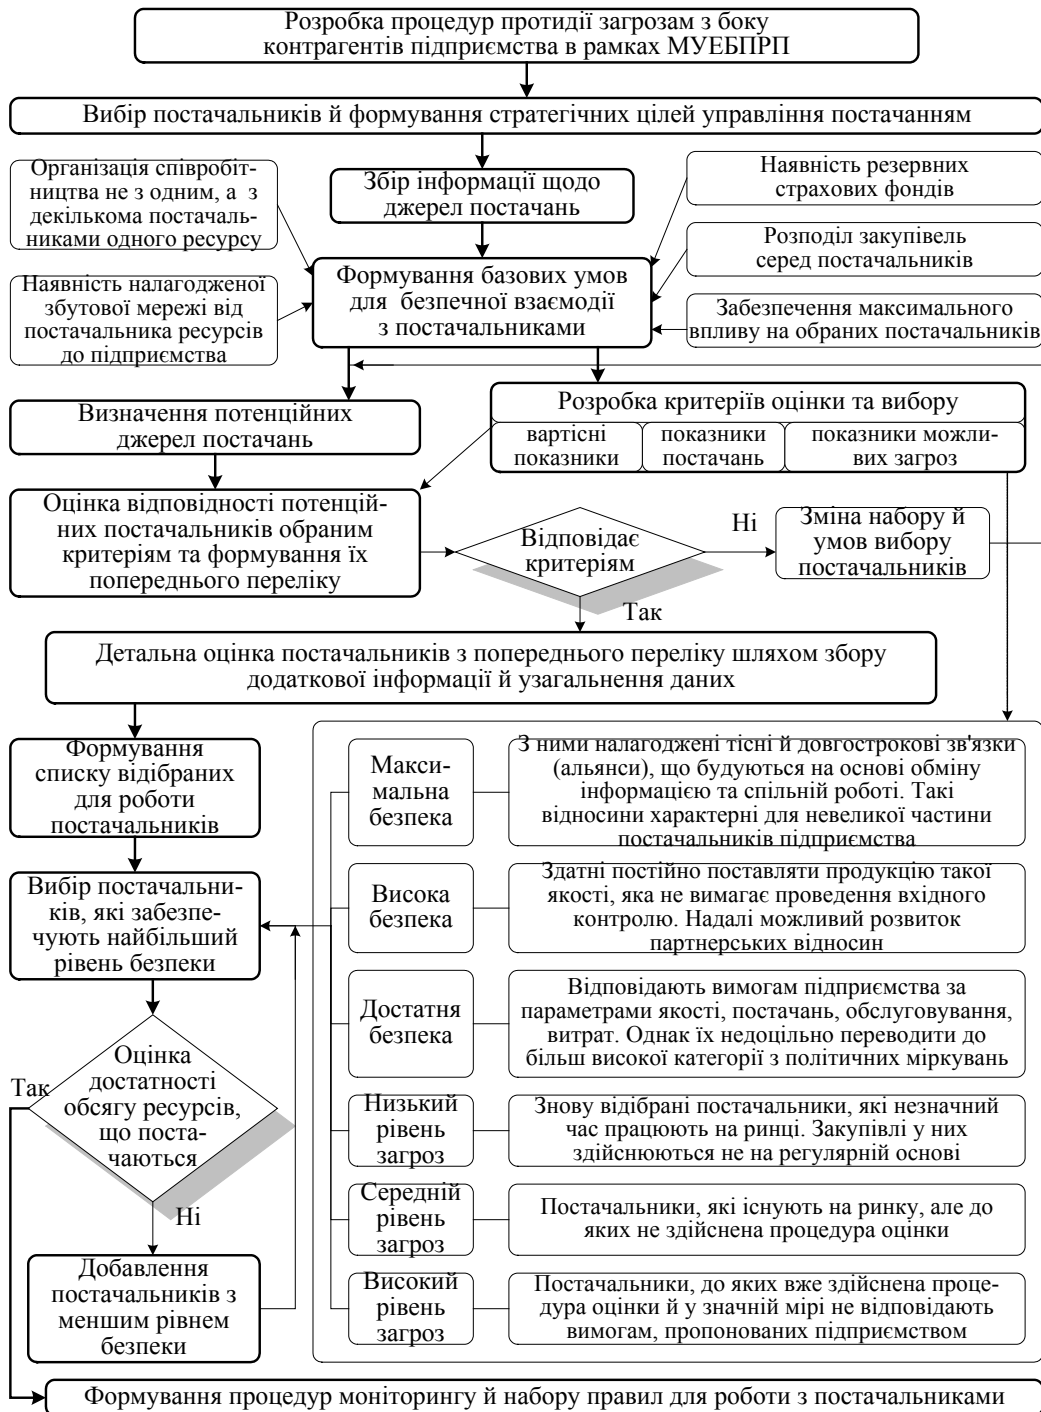 Розробка процедур протидії загрозам з боку
контрагентів підприємства в рамках МУЕБПРП
Вибір постачальників й формування стратегічних цілей управління постачанням
Організація співробіт-
ництва не з одним, а з
декількома постачаль-
никами одного ресурсу
Збір інформації щодо
джерел постачань
Наявність резервних
страхових фондів
Розподіл закупівель
серед постачальників
Наявність налагодженої
збутової мережі від
постачальника ресурсів
до підприємства
Формування базових умов
для безпечної взаємодії
з постачальниками
Забезпечення максимального
впливу на обраних постачальників
Визначення потенційних
джерел постачань
Розробка критеріїв оцінки та вибору
вартісні
показники
показники
постачань
показники можли-
вих загроз
Оцінка відповідності потенцій-
них постачальників обраним
критеріям та формування їх
попереднього переліку
Відповідає
критеріям
Ні
Зміна набору й
умов вибору
постачальників
Так
Детальна оцінка постачальників з попереднього переліку шляхом збору
додаткової інформації й узагальнення даних
Формування
списку відібраних
для роботи
постачальників
Макси-
мальна
безпека
З ними налагоджені тісні й довгострокові зв'язки
(альянси), що будуються на основі обміну
інформацією та спільній роботі. Такі
відносини характерні для невеликої частини
постачальників підприємства
Вибір постачальни-
ків, які забезпе-
чують найбільший
рівень безпеки
Висока
безпека
Здатні постійно поставляти продукцію такої
якості, яка не вимагає проведення вхідного
контролю. Надалі можливий розвиток
партнерських відносин
Достатня
безпека
Відповідають вимогам підприємства за
параметрами якості, постачань, обслуговування,
витрат. Однак їх недоцільно переводити до
більш високої категорії з політичних міркувань
Оцінка
достатності
обсягу ресурсів,
що поста-
чаються
Так
Низький
рівень
загроз
Знову відібрані постачальники, які незначний
час працюють на ринці. Закупівлі у них
здійснюються не на регулярній основі
Ні
Середній
рівень
загроз
Постачальники, які існують на ринку, але до
яких не здійснена процедура оцінки
Добавлення
постачальників з
меншим рівнем
безпеки
Високий
рівень
загроз
Постачальники, до яких вже здійснена проце-
дура оцінки й у значній мірі не відповідають
вимогам, пропонованих підприємством
Формування процедур моніторингу й набору правил для роботи з постачальниками